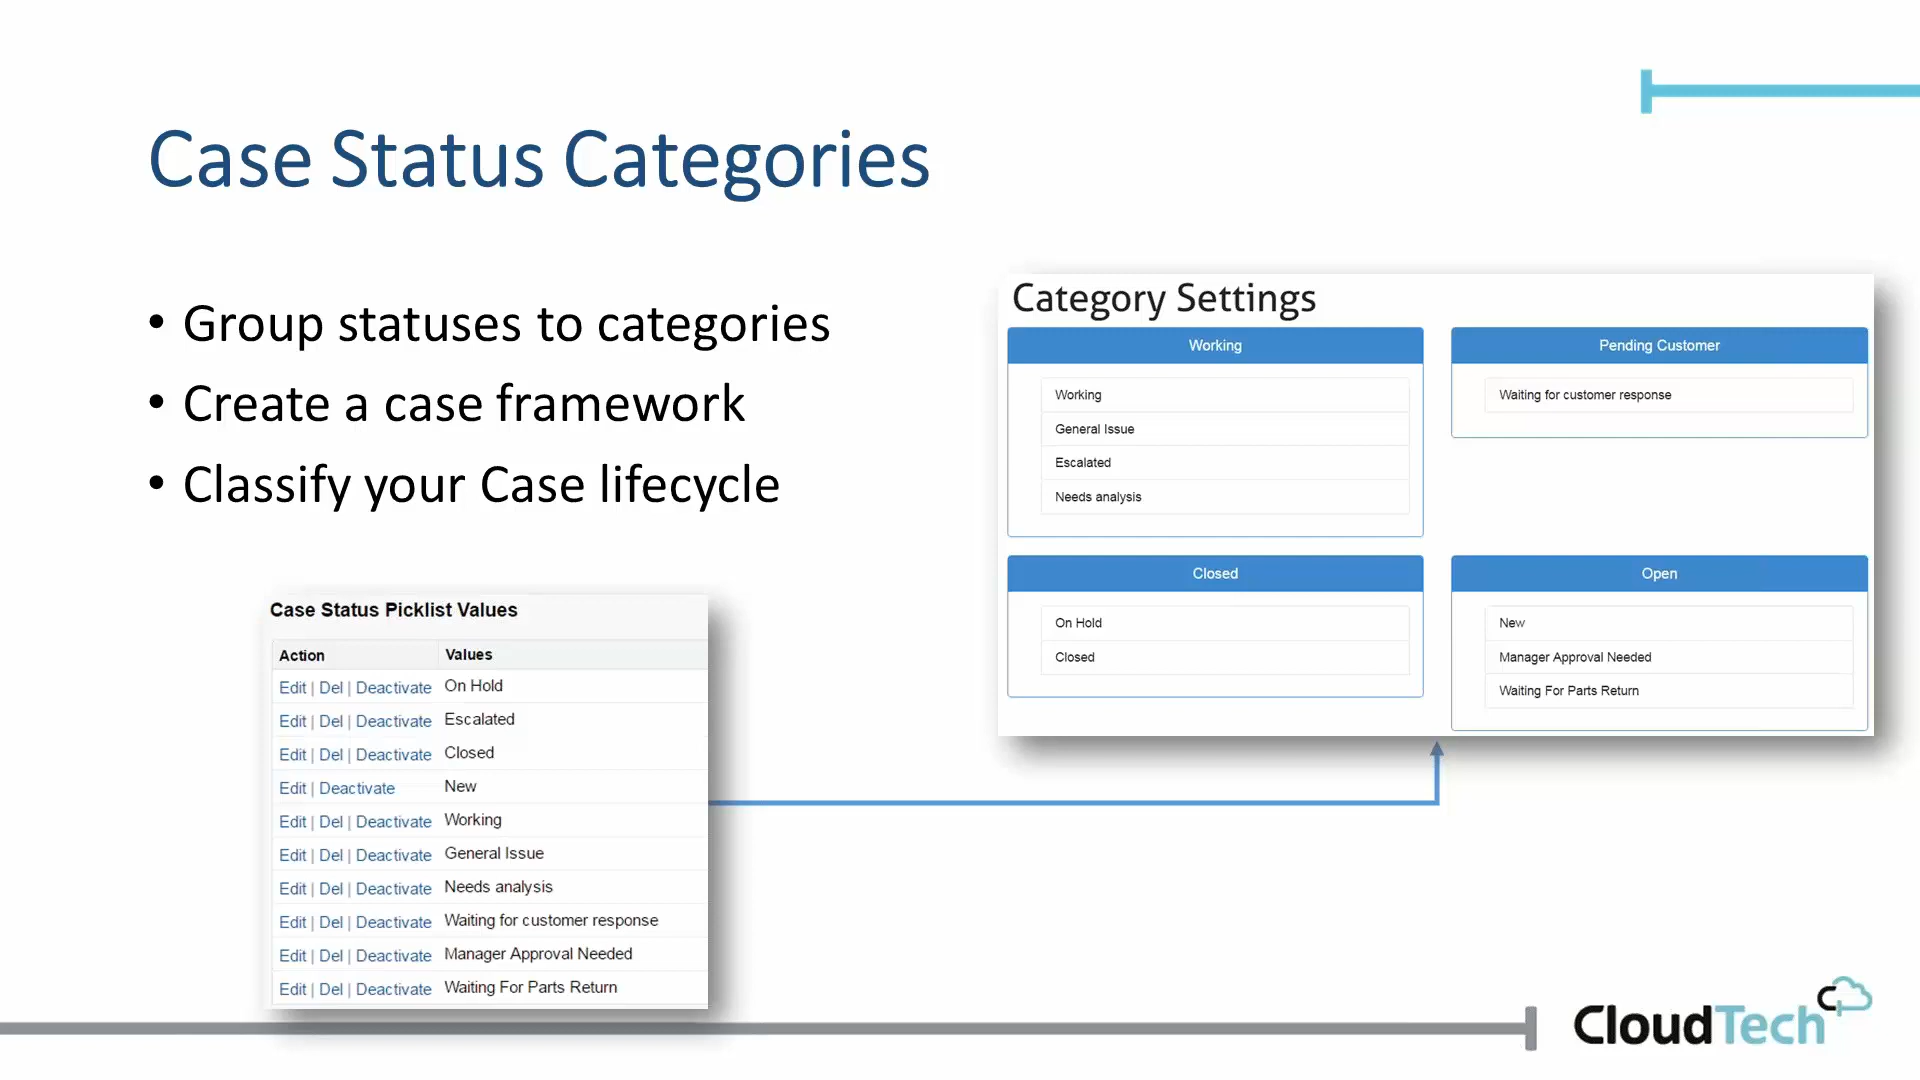 Case Status Categories
• Group statuses to categories
• Create a case framework
• Classify your Case lifecycle
Category Settings
Working
Working
General Issue
Escalated
Needs analysis
Pending Customer
Waiting for customer response
Closed
On Hold
Closed
Open
New
Manager Approval Needed
Waiting For Parts Return
Case Status Picklist Values
Action Values
Edit | Del | Deactivate On Hold
Edit | Del | Deactivate Escalated
Edit | Del | Deactivate Closed
Edit | Deactivate New
Edit | Del | Deactivate Working
Edit | Del | Deactivate General Issue
Edit | Del | Deactivate Needs analysis
Edit | Del | Deactivate Waiting for customer response
Edit | Del | Deactivate Manager Approval Needed
Edit | Del | Deactivate Waiting For Parts Return
CloudTech